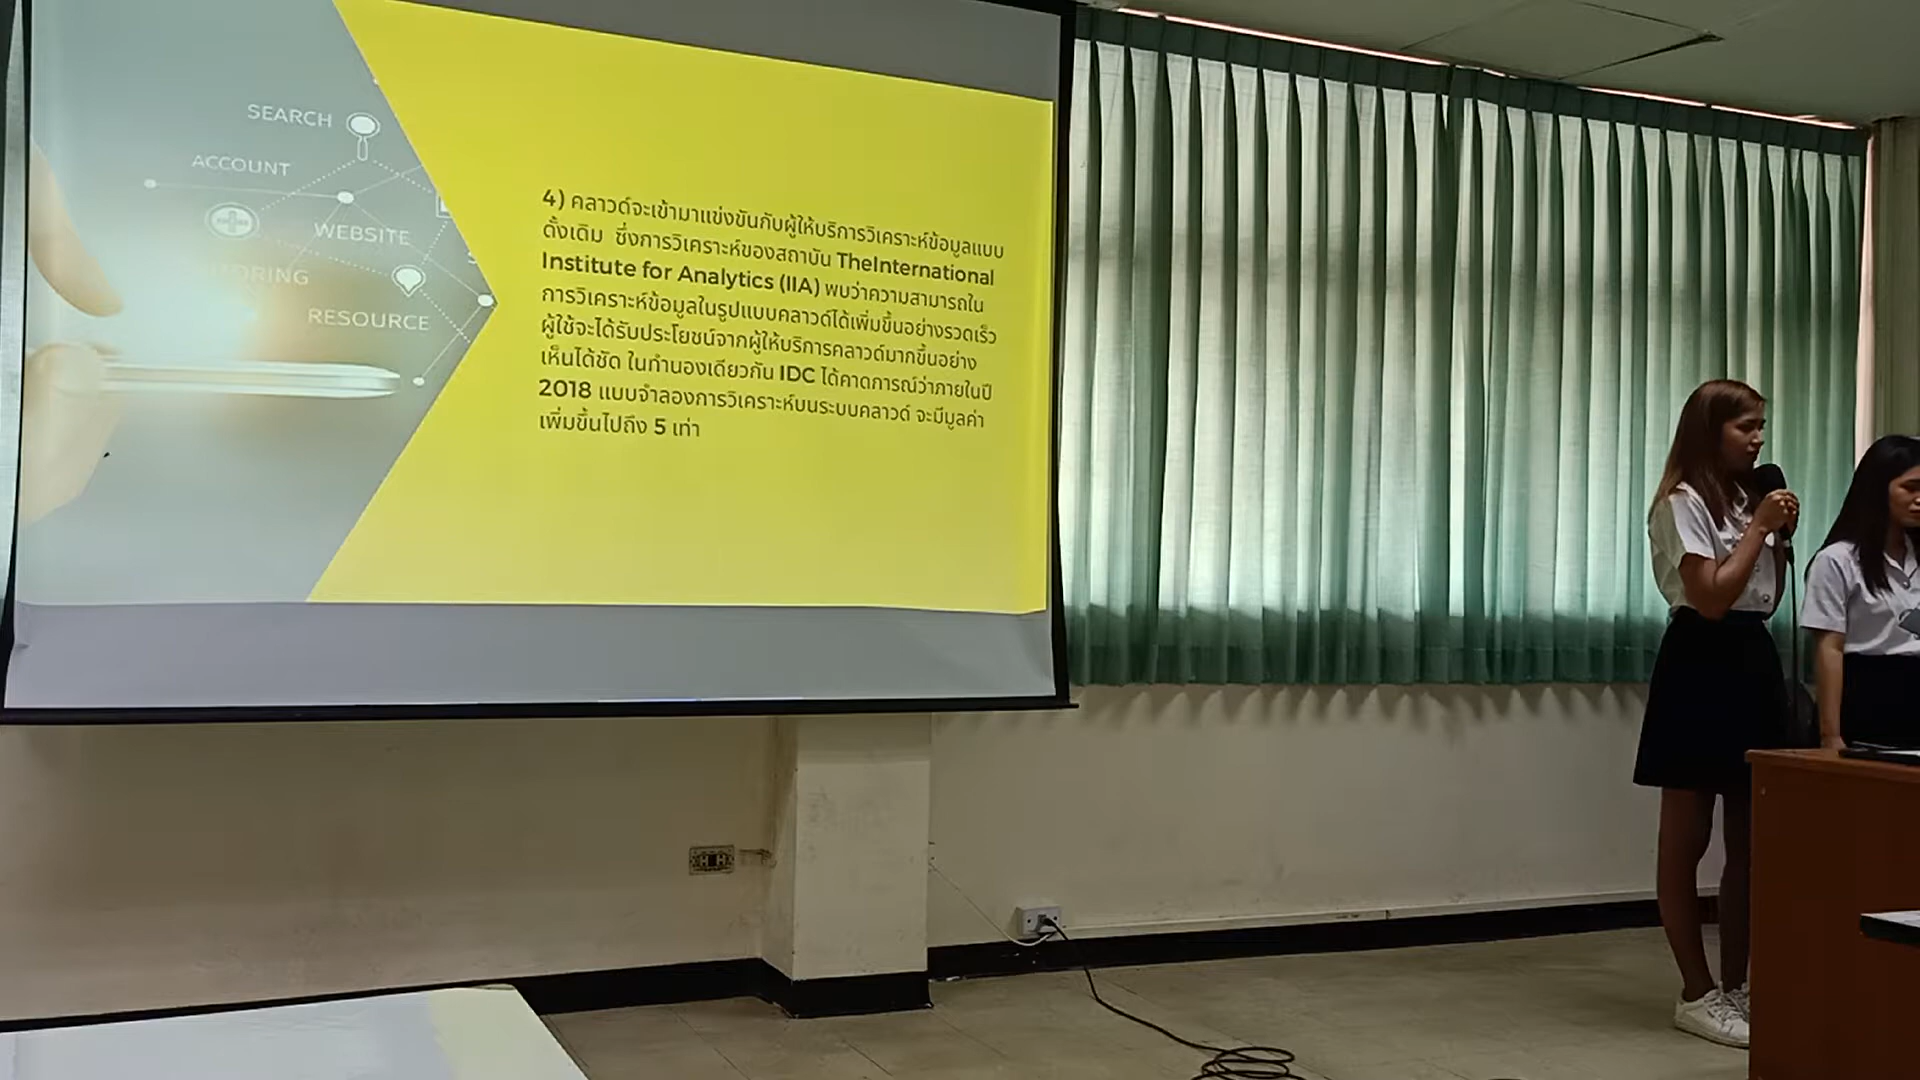 SEARCH
ACCOUNT
WEBSITE
RESOURCE
4) คลาวด์จะเข้ามาแข่งขันกับผู้ให้บริการวิเคราะห์ข้อมูลแบบ
ดั้งเดิม ซึ่งการวิเคราะห์ของสถาบัน TheInternational
Institute for Analytics (IIA) พบว่าความสามารถใน
การวิเคราะห์ข้อมูลในรูปแบบคลาวด์ได้เพิ่มขึ้นอย่างรวดเร็ว
ผู้ใช้จะได้รับประโยชน์จากผู้ให้บริการคลาวด์มากขึ้นอย่าง
เห็นได้ชัด ในทำนองเดียวกัน IDC ได้คาดการณ์ว่าภายในปี
2018 แบบจำลองการวิเคราะห์บนระบบคลาวด์ จะมีมูลค่า
เพิ่มขึ้นไปถึง 5 เท่า